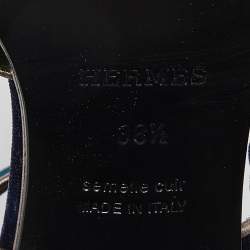 HERMES
36½
semelle cuir
MADE IN ITALY